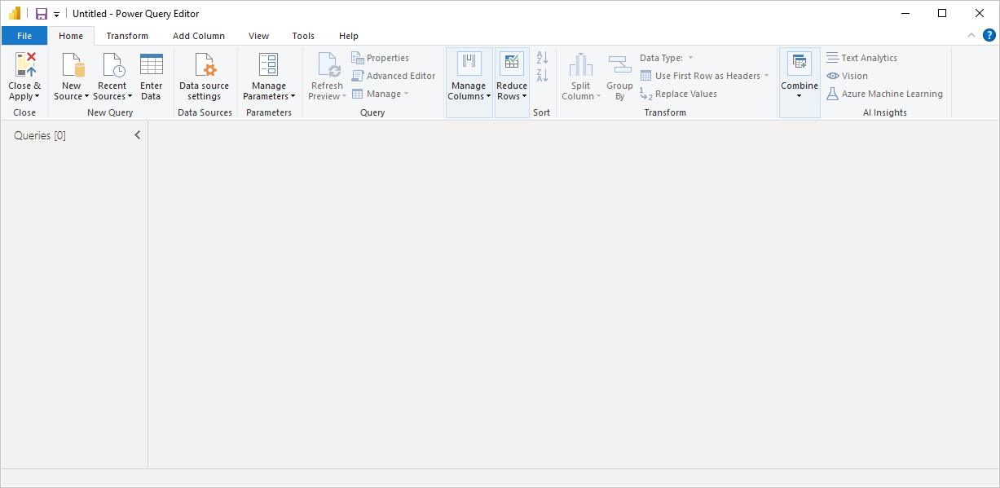 Untitled - Power Query Editor
File Home Transform Add Column View Tools Help ?
Close & Apply
New Source
Recent Sources
Enter Data
Data source settings
Manage Parameters
Refresh Preview
Properties
Advanced Editor
Manage
Manage Columns
Reduce Rows
A
Z
Z
A
Split Column
Group By
Data Type:
Use First Row as Headers
1
2
Replace Values
Combine
Text Analytics
Vision
Azure Machine Learning
Close New Query Data Sources Parameters Query Sort Transform AI Insights
Queries [0]